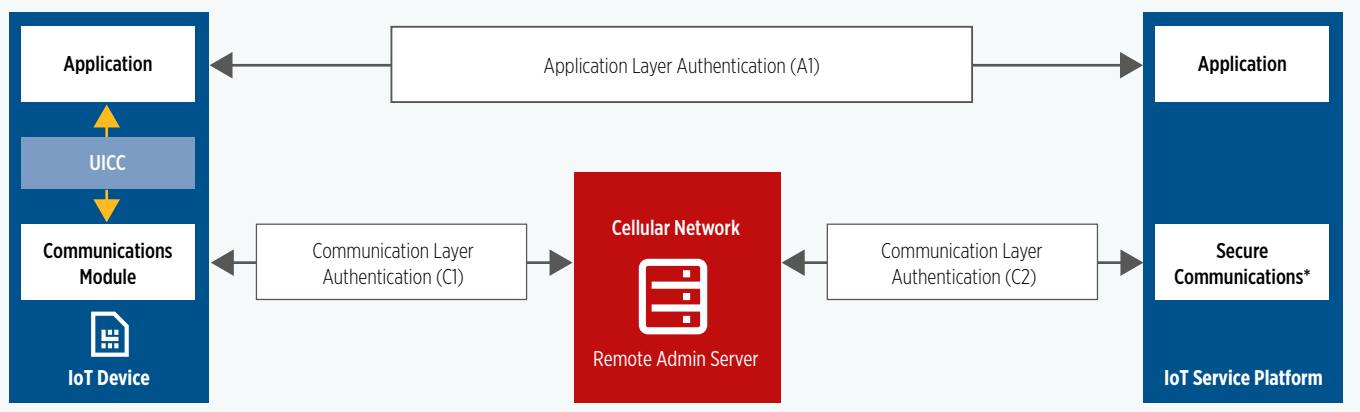 Application
Application Layer Authentication (A1)
Application
UICC
Communications
Module
Communication Layer
Authentication (C1)
Cellular Network
Remote Admin Server
Communication Layer
Authentication (C2)
Secure
Communications*
IoT Device
IoT Service Platform